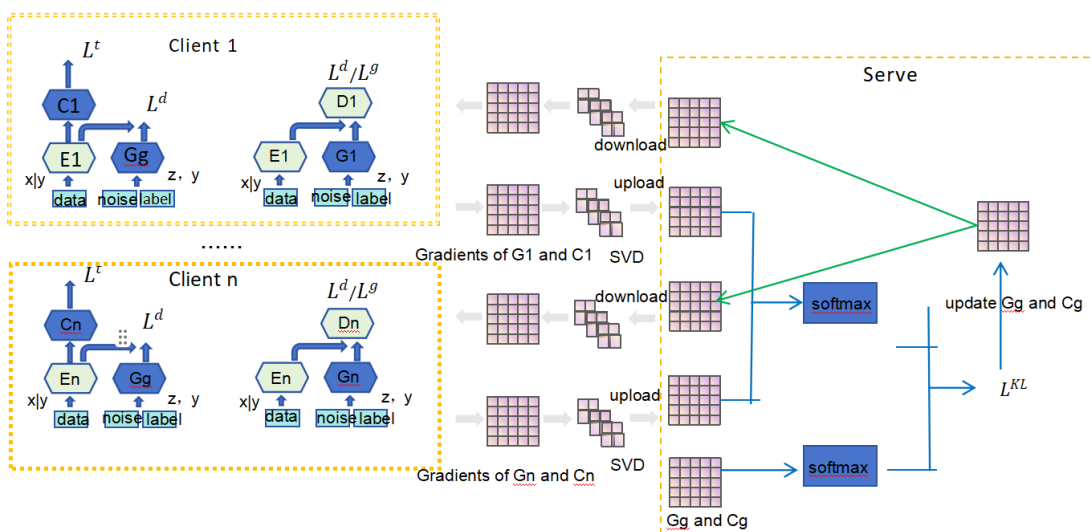 Client 1
L^t
C1
L^d
E1
Gg
x|y
z, y
data
noise
label
L^d/L^g
D1
E1
G1
x|y
z, y
data
noise
label
......
Client n
L^t
Cn
L^d
En
Gg
x|y
z, y
data
noise
label
L^d/L^g
Dn
En
Gn
x|y
z, y
data
noise
label
download
upload
Gradients of G1 and C1
SVD
download
upload
Gradients of Gn and Cn
SVD
Serve
softmax
update Gg and Cg
L^{KL}
softmax
Gg and Cg